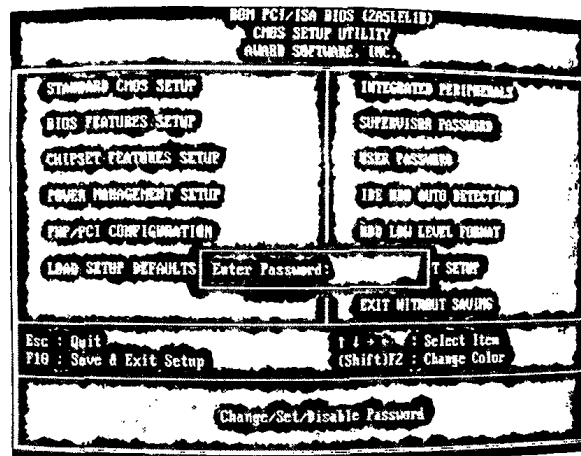 ROM PCI/ISA BIOS (2A5LEL1B)
CMOS SETUP UTILITY
AWARD SOFTWARE, INC.
STANDARD CMOS SETUP
BIOS FEATURES SETUP
CHIPSET FEATURES SETUP
POWER MANAGEMENT SETUP
PNP/PCI CONFIGURATION
LOAD SETUP DEFAULTS
INTEGRATED PERIPHERALS
SUPERVISOR PASSWORD
USER PASSWORD
IDE HDD AUTO DETECTION
HDD LOW LEVEL FORMAT
T SETUP
EXIT WITHOUT SAVING
Enter Password:
Esc : Quit
F10 : Save & Exit Setup
↑ ↓ → ← : Select Item
(Shift)F2 : Change Color
Change/Set/Disable Password